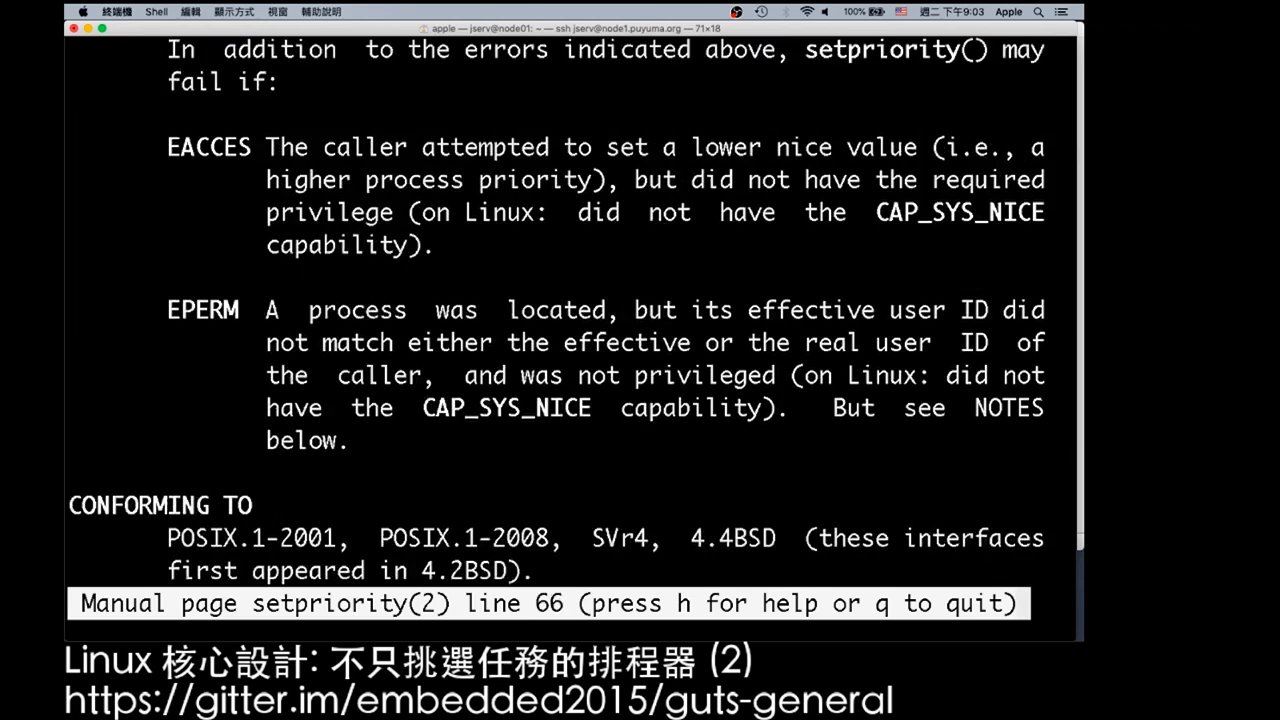 終端機 Shell 編輯 顯示方式 視窗 輔助說明 100% 週二 下午9:03 Apple
apple — jserv@node01: ~ — ssh jserv@node1.puyuma.org — 71×18
In addition to the errors indicated above, setpriority() may
fail if:
EACCES The caller attempted to set a lower nice value (i.e., a
higher process priority), but did not have the required
privilege (on Linux: did not have the CAP_SYS_NICE
capability).
EPERM A process was located, but its effective user ID did
not match either the effective or the real user ID of
the caller, and was not privileged (on Linux: did not
have the CAP_SYS_NICE capability). But see NOTES
below.
CONFORMING TO
POSIX.1-2001, POSIX.1-2008, SVr4, 4.4BSD (these interfaces
first appeared in 4.2BSD).
Manual page setpriority(2) line 66 (press h for help or q to quit)
Linux 核心設計: 不只挑選任務的排程器 (2)
https://gitter.im/embedded2015/guts-general